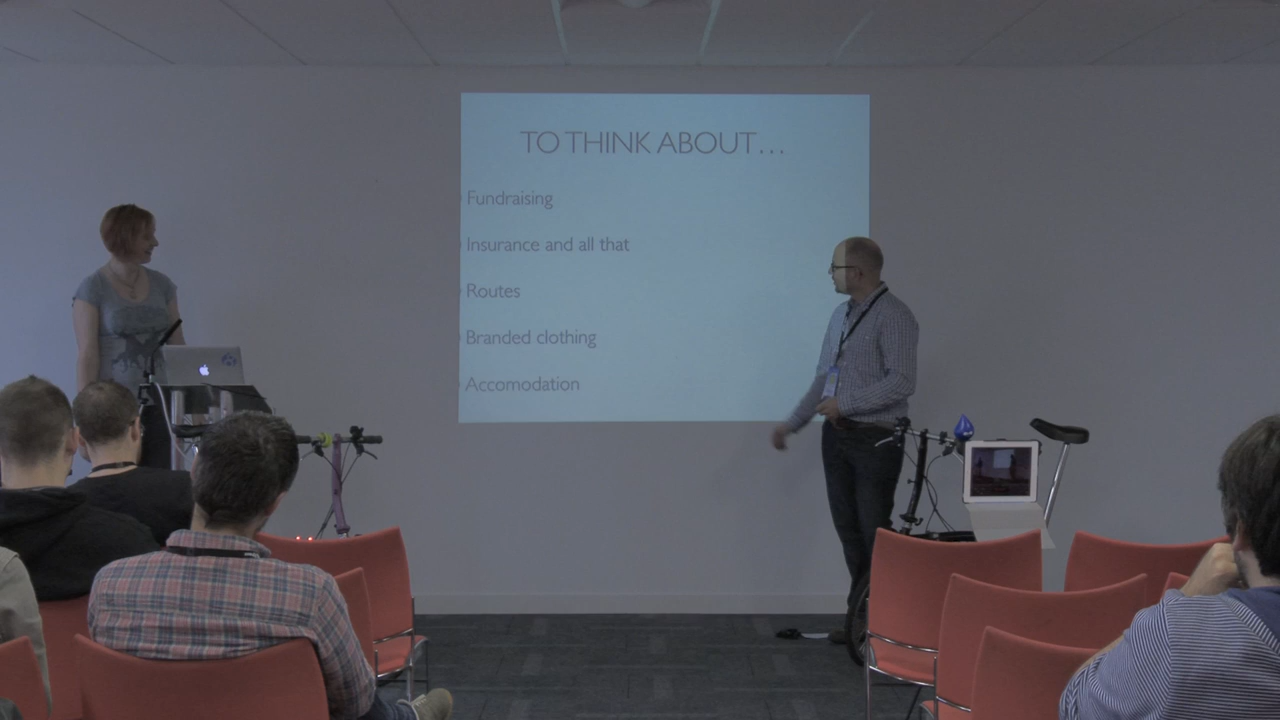 TO THINK ABOUT...
Fundraising
Insurance and all that
Routes
Branded clothing
Accomodation